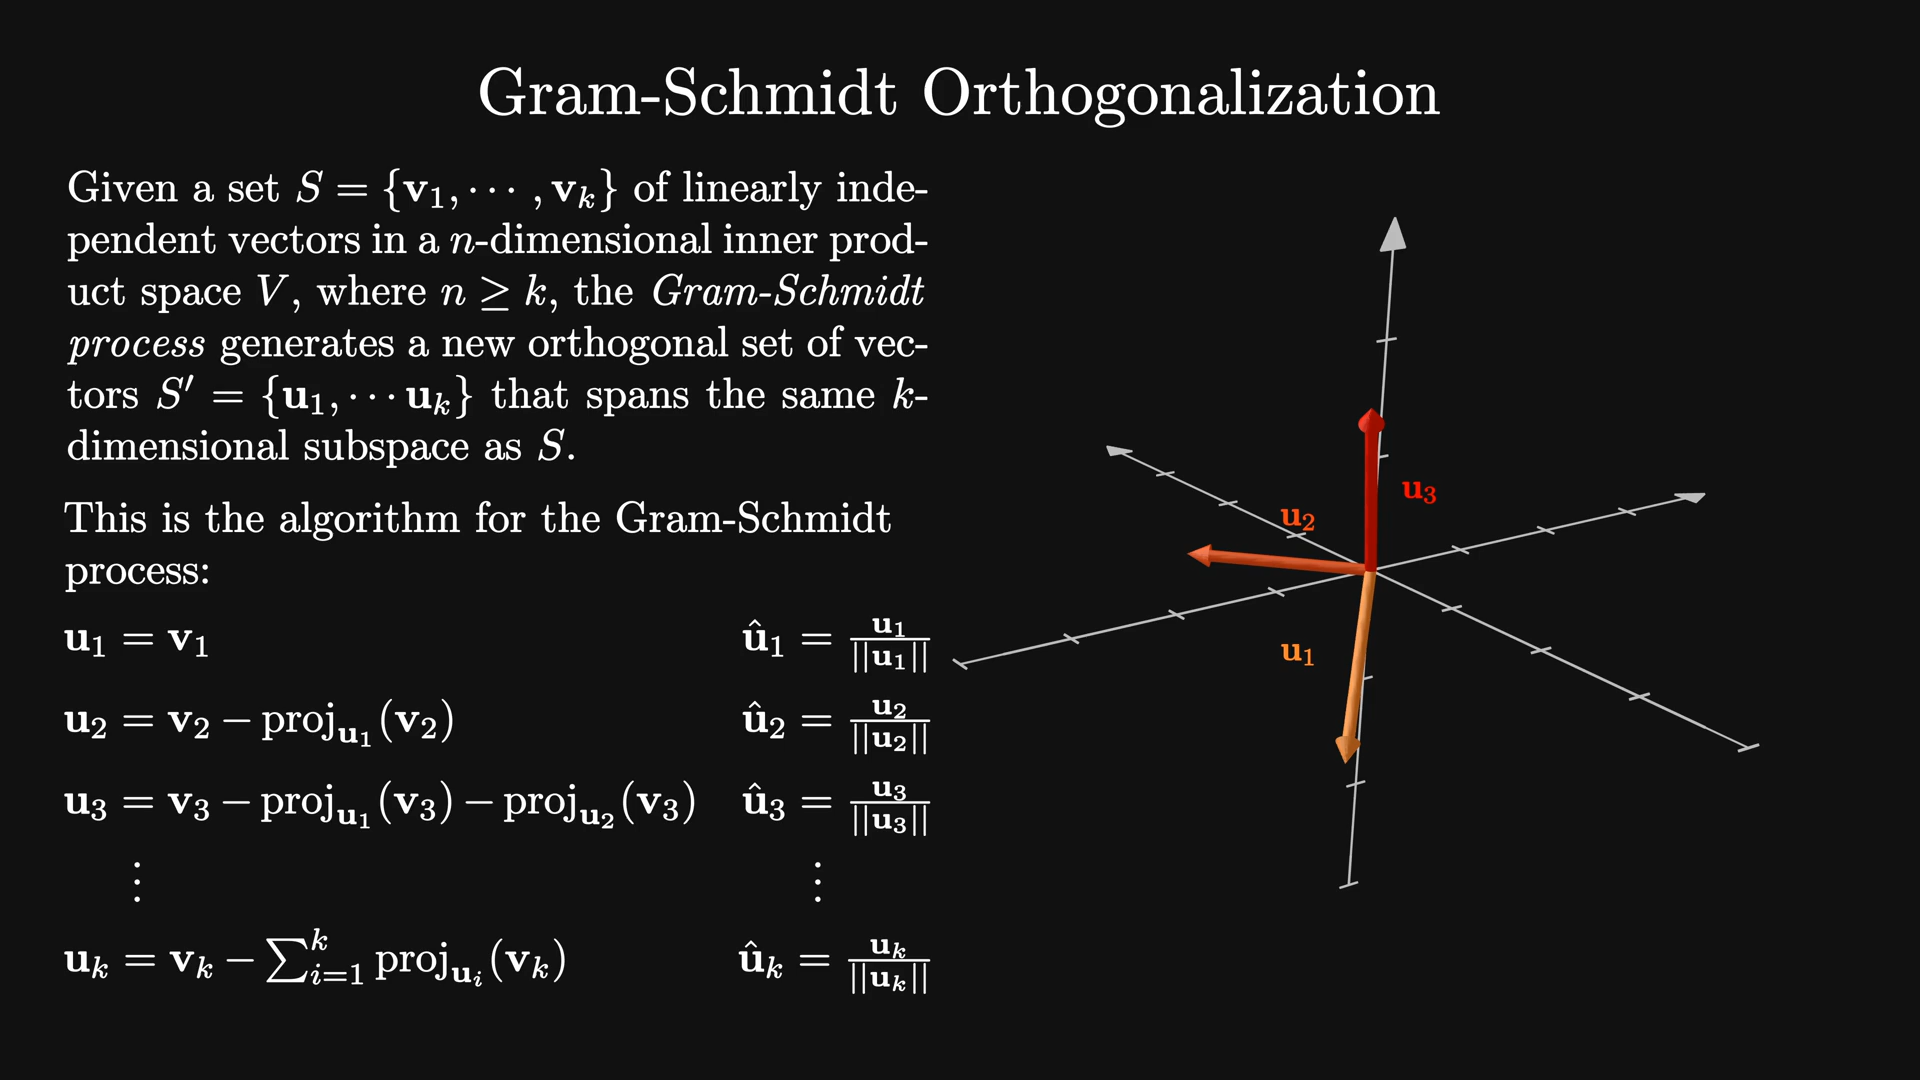 Gram-Schmidt Orthogonalization
Given a set S = {v₁, ⋯ , vₖ} of linearly inde-
pendent vectors in a n-dimensional inner prod-
uct space V, where n ≥ k, the Gram-Schmidt
process generates a new orthogonal set of vec-
tors S′ = {u₁, ⋯ uₖ} that spans the same k-
dimensional subspace as S.
This is the algorithm for the Gram-Schmidt
process:
u₁ = v₁ û₁ = u₁/||u₁||
u₂ = v₂ − proj_u₁(v₂) û₂ = u₂/||u₂||
u₃ = v₃ − proj_u₁(v₃) − proj_u₂(v₃) û₃ = u₃/||u₃||
⋮ ⋮
uₖ = vₖ − ∑_{i=1}^{k} proj_uᵢ(vₖ) ûₖ = uₖ/||uₖ||
u₃
u₂
u₁